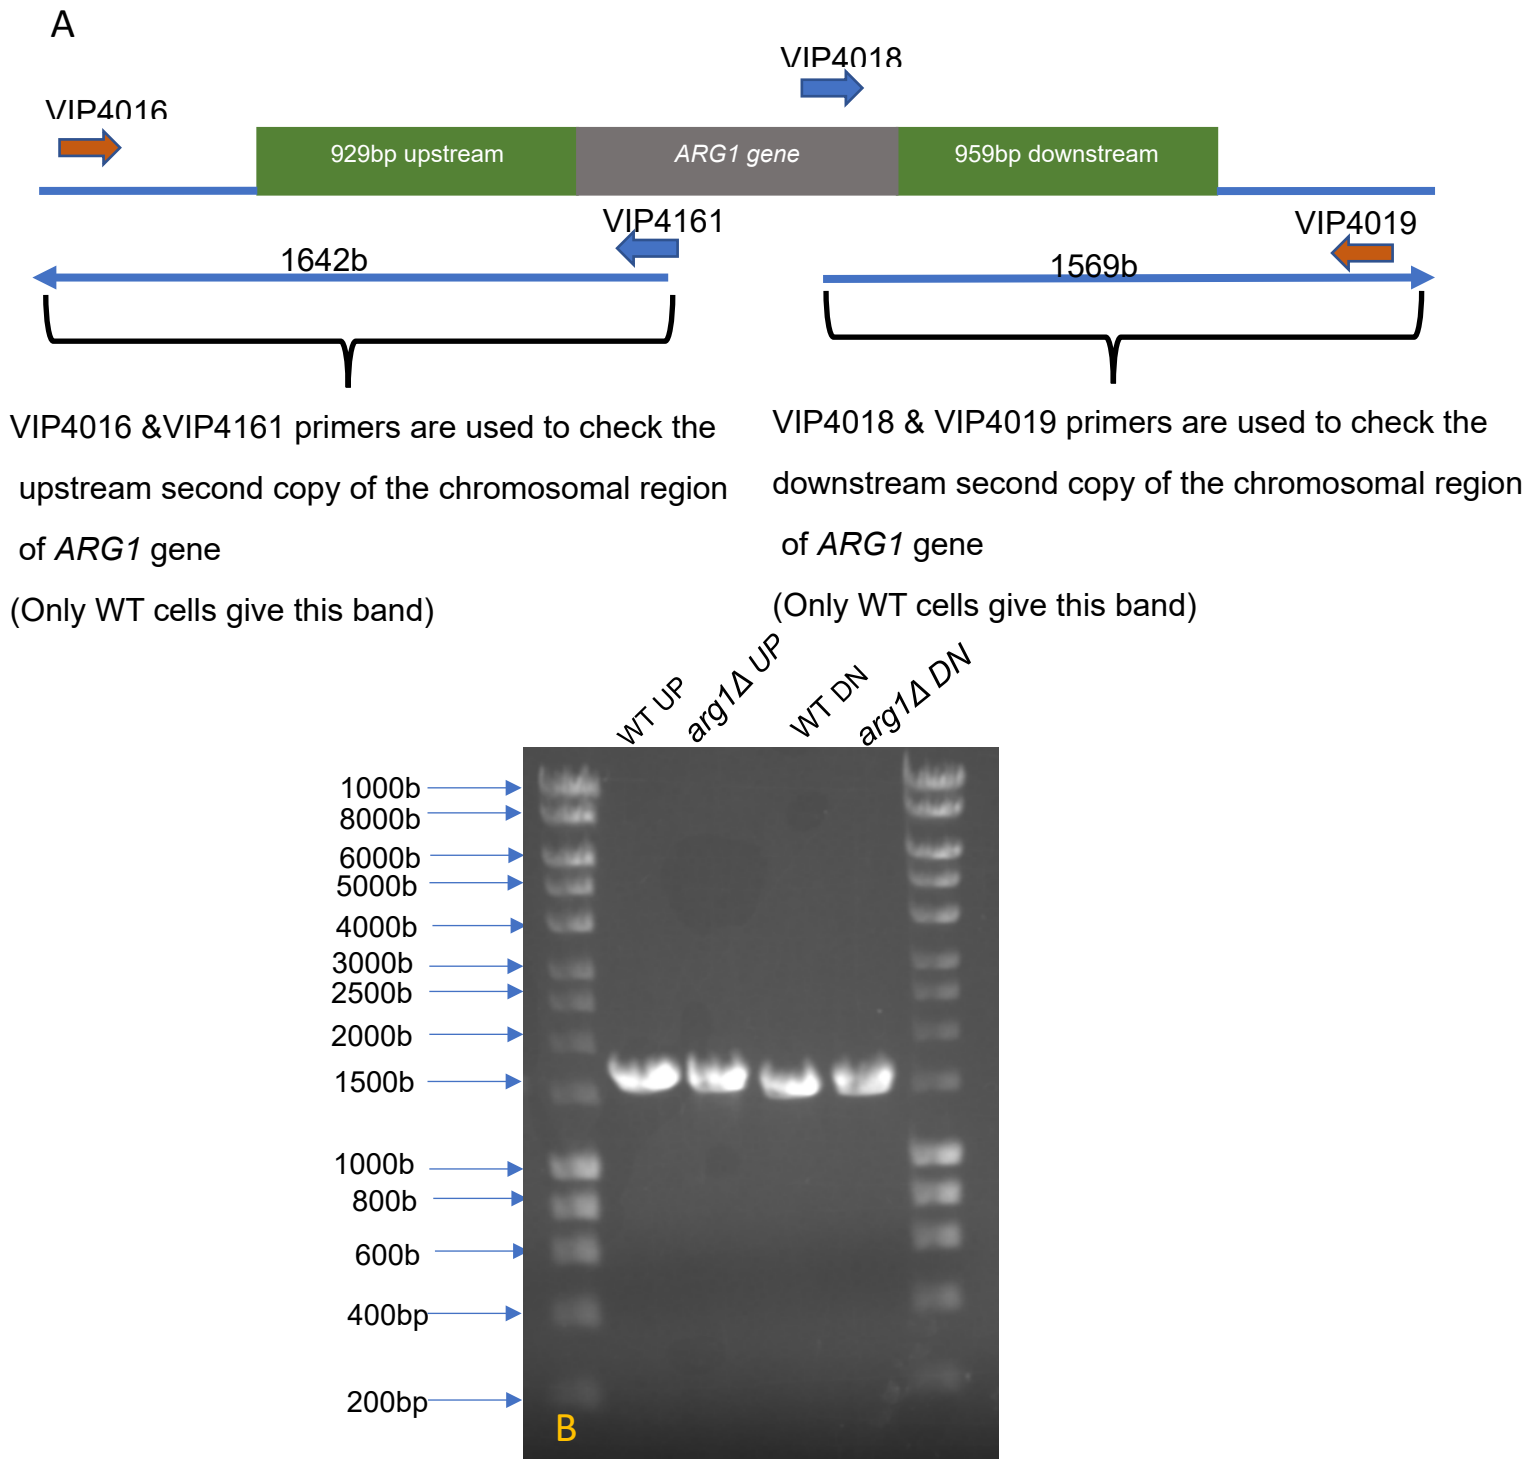 A
VIP4018
VIP4016
929bp upstream
ARG1 gene
959bp downstream
VIP4161
VIP4019
1642b
1569b
VIP4016 &VIP4161 primers are used to check the
upstream second copy of the chromosomal region
of ARG1 gene
(Only WT cells give this band)
VIP4018 & VIP4019 primers are used to check the
downstream second copy of the chromosomal region
of ARG1 gene
(Only WT cells give this band)
WT UP
arg1Δ UP
WT DN
arg1Δ DN
1000b
8000b
6000b
5000b
4000b
3000b
2500b
2000b
1500b
1000b
800b
600b
400bp
200bp
B